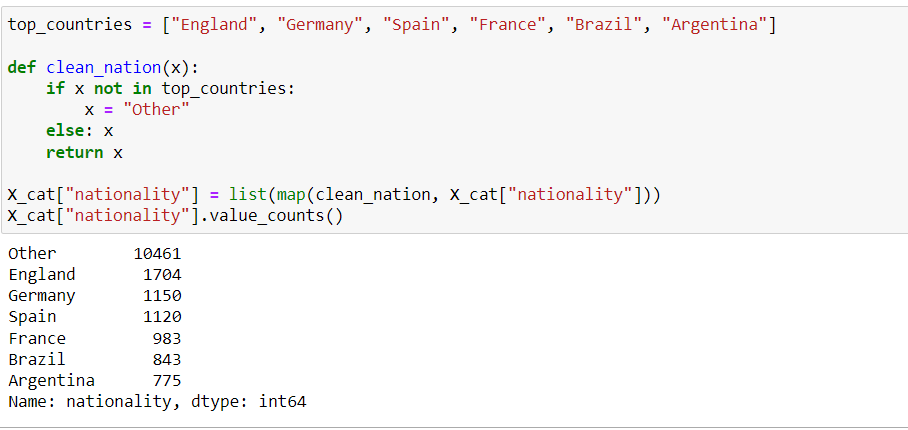 top_countries = ["England", "Germany", "Spain", "France", "Brazil", "Argentina"]

def clean_nation(x):
    if x not in top_countries:
        x = "Other"
    else: x
    return x

X_cat["nationality"] = list(map(clean_nation, X_cat["nationality"]))
X_cat["nationality"].value_counts()

Other        10461
England       1704
Germany       1150
Spain         1120
France         983
Brazil         843
Argentina      775
Name: nationality, dtype: int64